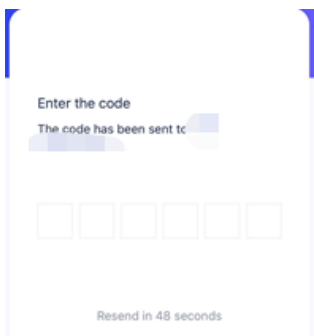 Enter the code
The code has been sent to
Resend in 48 seconds